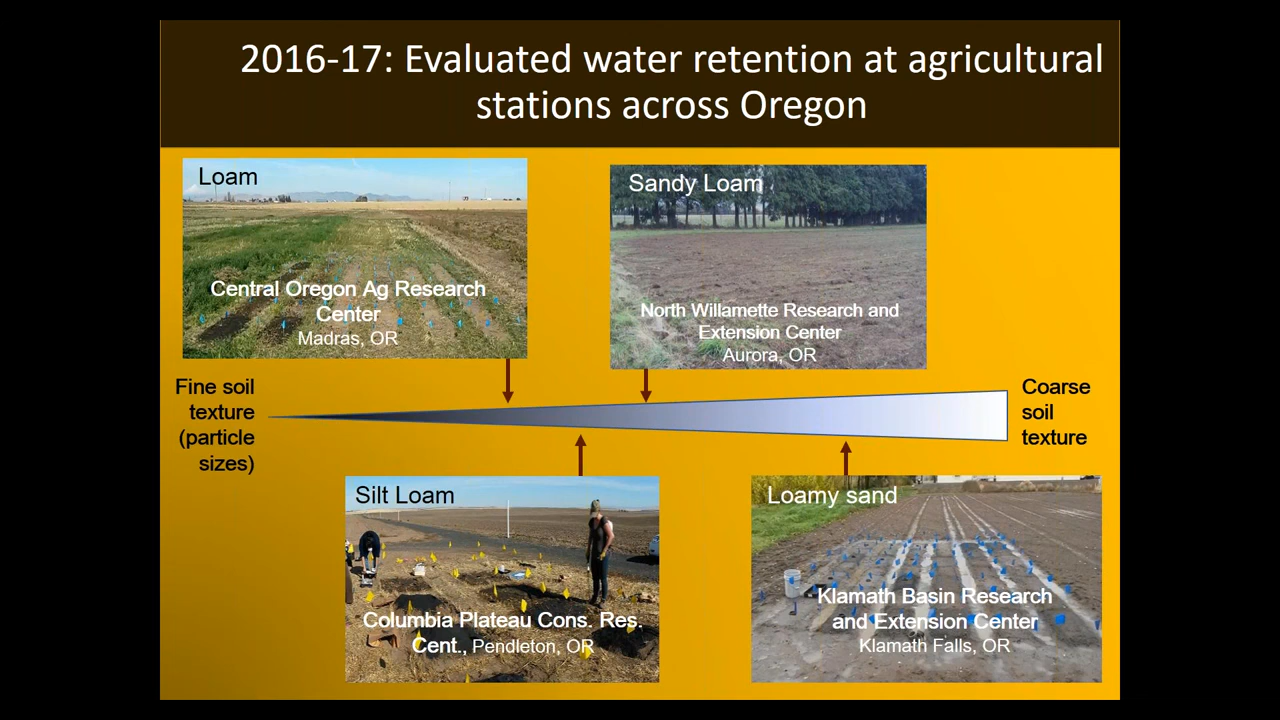 2016-17: Evaluated water retention at agricultural
stations across Oregon
Loam
Central Oregon Ag Research
Center
Madras, OR
Sandy Loam
North Willamette Research and
Extension Center
Aurora, OR
Fine soil
texture
(particle
sizes)
Coarse
soil
texture
Silt Loam
Columbia Plateau Cons. Res.
Cent., Pendleton, OR
Loamy sand
Klamath Basin Research
and Extension Center
Klamath Falls, OR